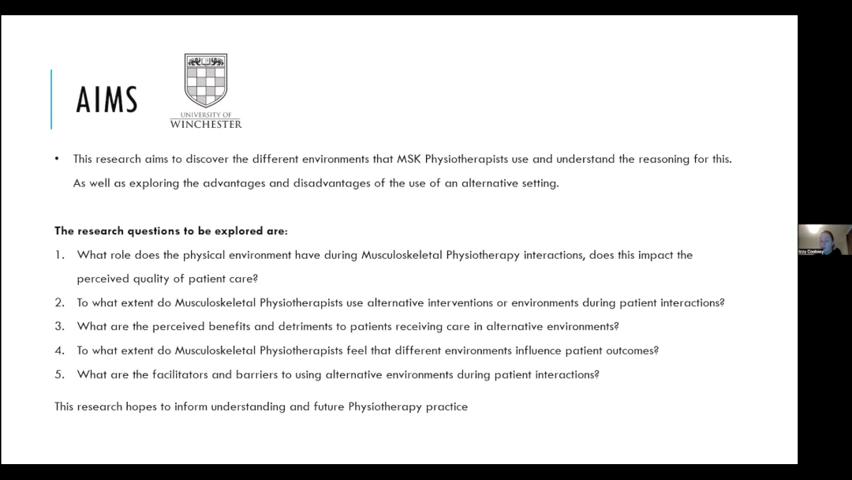 AIMS
UNIVERSITY OF
WINCHESTER
• This research aims to discover the different environments that MSK Physiotherapists use and understand the reasoning for this.
As well as exploring the advantages and disadvantages of the use of an alternative setting.
The research questions to be explored are:
1. What role does the physical environment have during Musculoskeletal Physiotherapy interactions, does this impact the
perceived quality of patient care?
2. To what extent do Musculoskeletal Physiotherapists use alternative interventions or environments during patient interactions?
3. What are the perceived benefits and detriments to patients receiving care in alternative environments?
4. To what extent do Musculoskeletal Physiotherapists feel that different environments influence patient outcomes?
5. What are the facilitators and barriers to using alternative environments during patient interactions?
This research hopes to inform understanding and future Physiotherapy practice